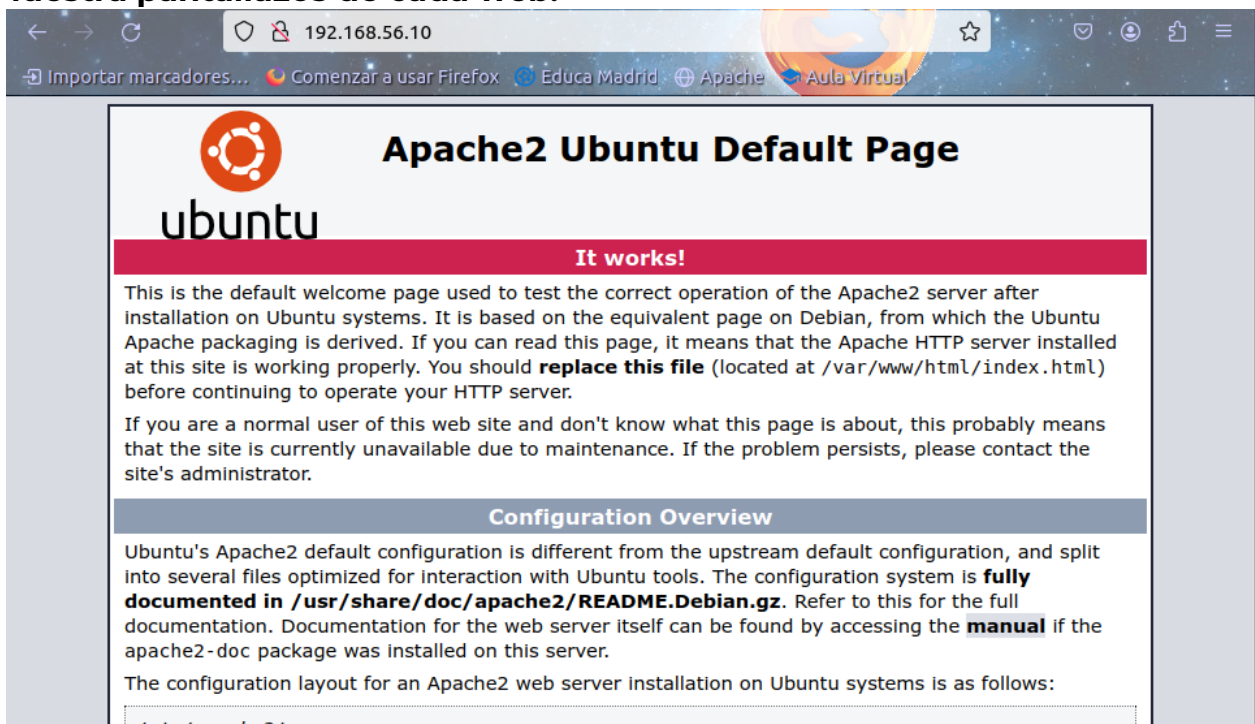 192.168.56.10
Importar marcadores... Comenzar a usar Firefox Educa Madrid Apache Aula Virtual
ubuntu
Apache2 Ubuntu Default Page
It works!
This is the default welcome page used to test the correct operation of the Apache2 server after
installation on Ubuntu systems. It is based on the equivalent page on Debian, from which the Ubuntu
Apache packaging is derived. If you can read this page, it means that the Apache HTTP server installed
at this site is working properly. You should replace this file (located at /var/www/html/index.html)
before continuing to operate your HTTP server.
If you are a normal user of this web site and don't know what this page is about, this probably means
that the site is currently unavailable due to maintenance. If the problem persists, please contact the
site's administrator.
Configuration Overview
Ubuntu's Apache2 default configuration is different from the upstream default configuration, and split
into several files optimized for interaction with Ubuntu tools. The configuration system is fully
documented in /usr/share/doc/apache2/README.Debian.gz. Refer to this for the full
documentation. Documentation for the web server itself can be found by accessing the manual if the
apache2-doc package was installed on this server.
The configuration layout for an Apache2 web server installation on Ubuntu systems is as follows: